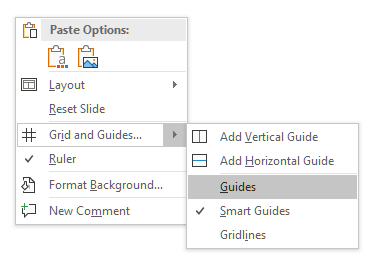 Paste Options:
Layout
Reset Slide
Grid and Guides...
Ruler
Format Background...
New Comment
Add Vertical Guide
Add Horizontal Guide
Guides
Smart Guides
Gridlines